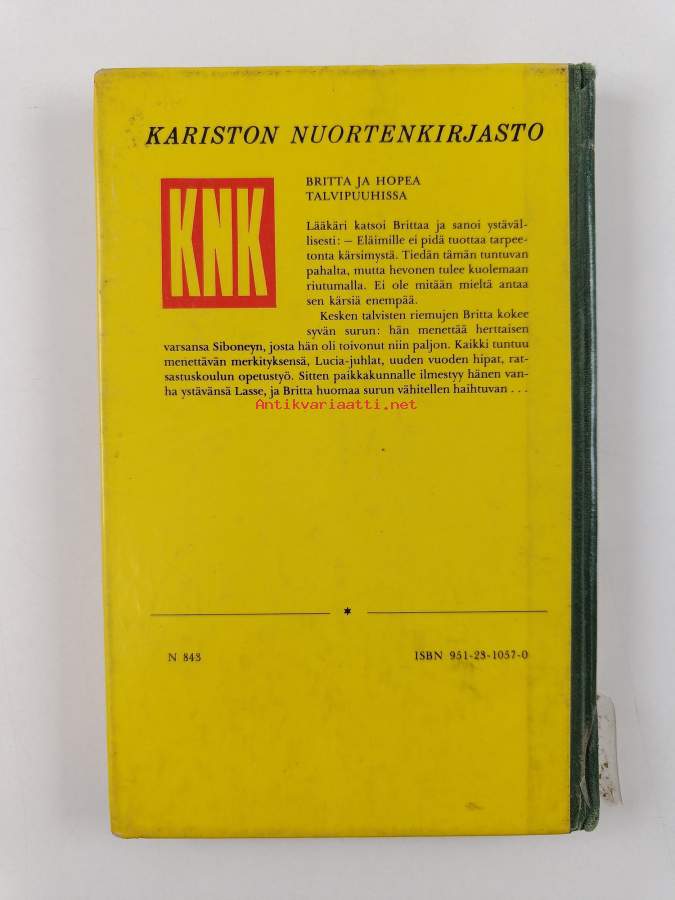 KARISTON NUORTENKIRJASTO
KNK
BRITTA JA HOPEA
TALVIPUUHISSA
Lääkäri katsoi Brittaa ja sanoi ystäväl-
lisesti: – Eläimille ei pidä tuottaa tarpee-
tonta kärsimystä. Tiedän tämän tuntuvan
pahalta, mutta hevonen tulee kuolemaan
riutumalla. Ei ole mitään mieltä antaa
sen kärsiä enempää.
Kesken talvisten riemujen Britta kokee
syvän surun: hän menettää herttaisen
varsansa Siboneyn, josta hän oli toivonut niin paljon. Kaikki tuntuu
menettävän merkityksensä, Lucia-juhlat, uuden vuoden hipat, rat-
sastuskoulun opetustyö. Sitten paikkakunnalle ilmestyy hänen van-
ha ystävänsä Lasse, ja Britta huomaa surun vähitellen haihtuvan . . .
Antikvariaatti.net
N 843
ISBN 951-23-1057-0